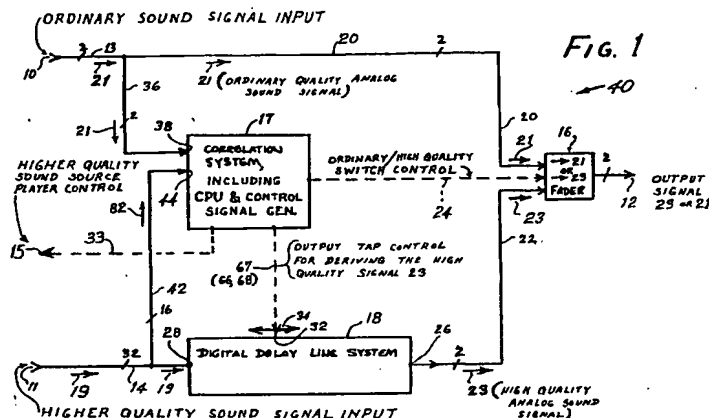 ORDINARY SOUND SIGNAL INPUT
FIG. 1
40
10
2
13
21
36
20
2
21 (ORDINARY QUALITY ANALOG
SOUND SIGNAL)
20
21
2
38
17
CORRELATION
SYSTEM,
INCLUDING
CPU & CONTROL
SIGNAL GEN.
44
ORDINARY/HIGH QUALITY
SWITCH CONTROL
24
21
16
→21
OR
→23
FADER
2
12
OUTPUT
SIGNAL
23 OR 21
23
22
HIGHER QUALITY
SOUND SOURCE
PLAYER CONTROL
15
33
82
42
16
67
(66, 68)
OUTPUT TAP CONTROL
FOR DERIVING THE HIGH
QUALITY SIGNAL 23
31
32
18
28
DIGITAL DELAY LINE SYSTEM
26
2
11
19
32
14
19
23 (HIGH QUALITY
ANALOG SOUND
SIGNAL)
HIGHER QUALITY SOUND SIGNAL INPUT